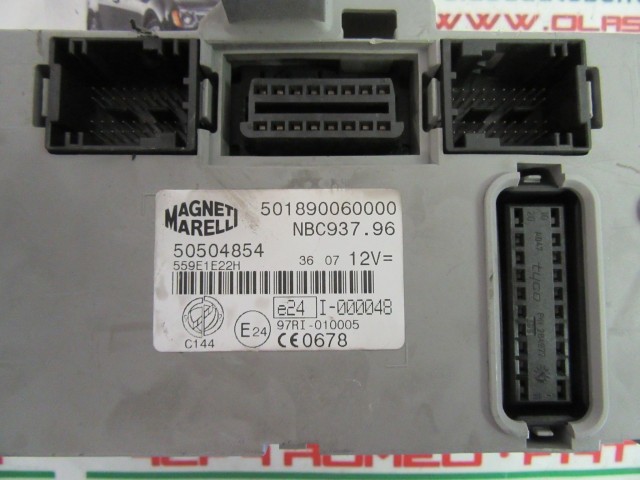 WWW.OLAS
MAGNETI MARELLI
501890060000
NBC937.96
50504854
559E1E22H
36 07 12V=
e24 I-000048
97RI-010005
C144
E24
CE0678